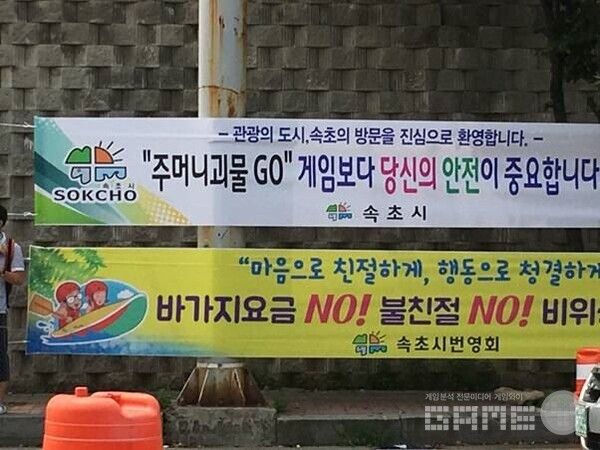 - 관광의 도시,속초의 방문을 진심으로 환영합니다. -
"주머니괴물 GO" 게임보다 당신의 안전이 중요합니다
SOKCHO 속초시
속초시
"마음으로 친절하게, 행동으로 청결하게
바가지요금 NO! 불친절 NO! 비위
속초시번영회
게임분석 전문미디어 게임와이
GAME